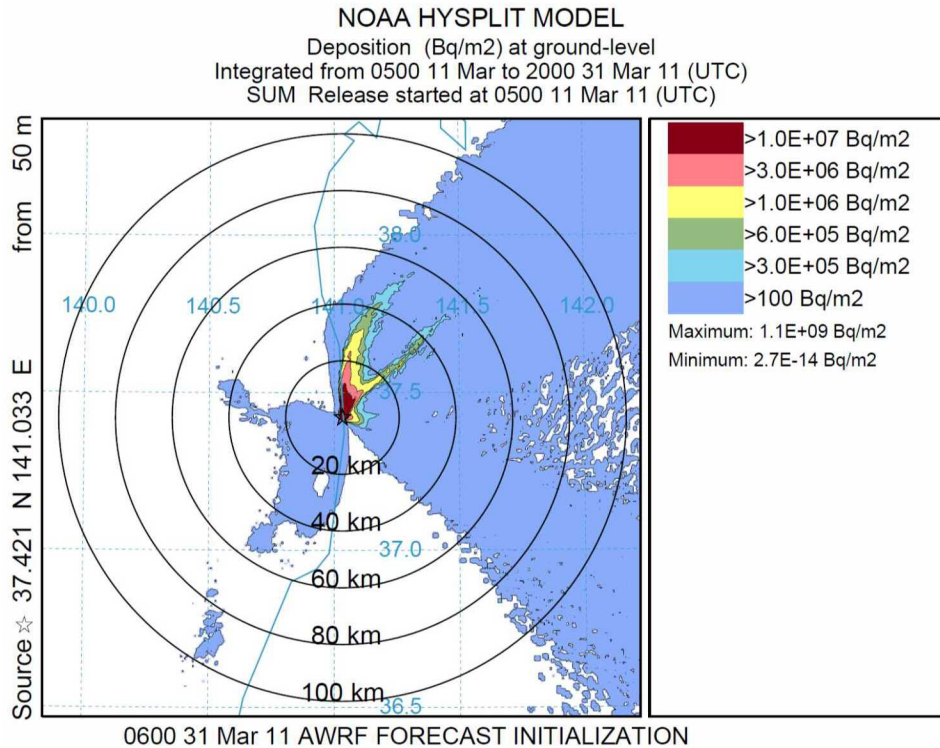 NOAA HYSPLIT MODEL
Deposition (Bq/m2) at ground-level
Integrated from 0500 11 Mar to 2000 31 Mar 11 (UTC)
SUM Release started at 0500 11 Mar 11 (UTC)
Source ☆ 37.421 N 141.033 E from 50 m
38.0
140.0
140.5
141.0
141.5
142.0
37.5
20 km
40 km
37.0
60 km
80 km
100 km
36.5
>1.0E+07 Bq/m2
>3.0E+06 Bq/m2
>1.0E+06 Bq/m2
>6.0E+05 Bq/m2
>3.0E+05 Bq/m2
>100 Bq/m2
Maximum: 1.1E+09 Bq/m2
Minimum: 2.7E-14 Bq/m2
0600 31 Mar 11 AWRF FORECAST INITIALIZATION